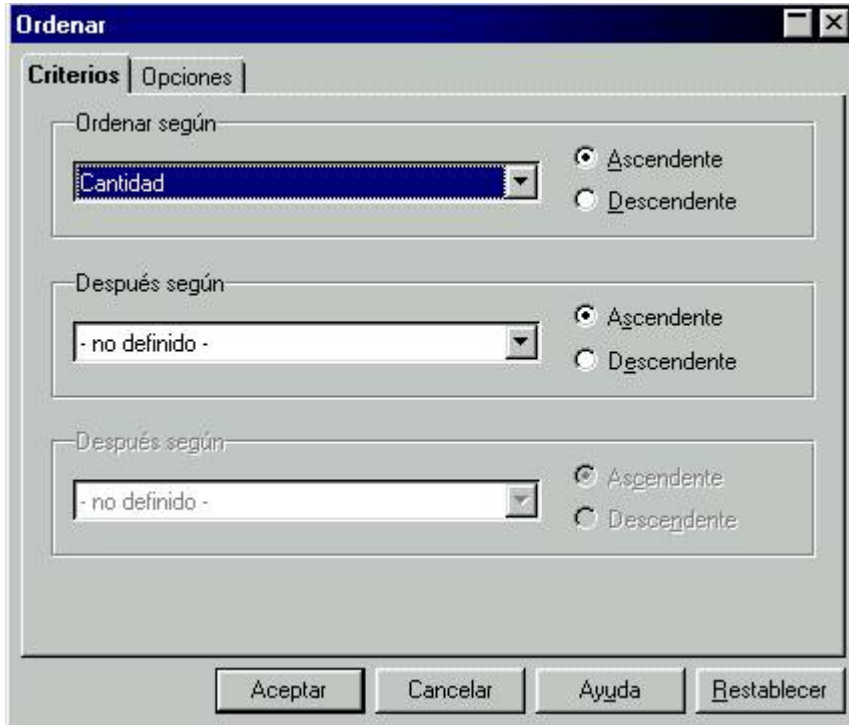 Ordenar
Criterios
Opciones
Ordenar según
Cantidad
Ascendente
Descendente
Después según
- no definido -
Ascendente
Descendente
Después según
- no definido -
Ascendente
Descendente
Aceptar
Cancelar
Ayuda
Restablecer